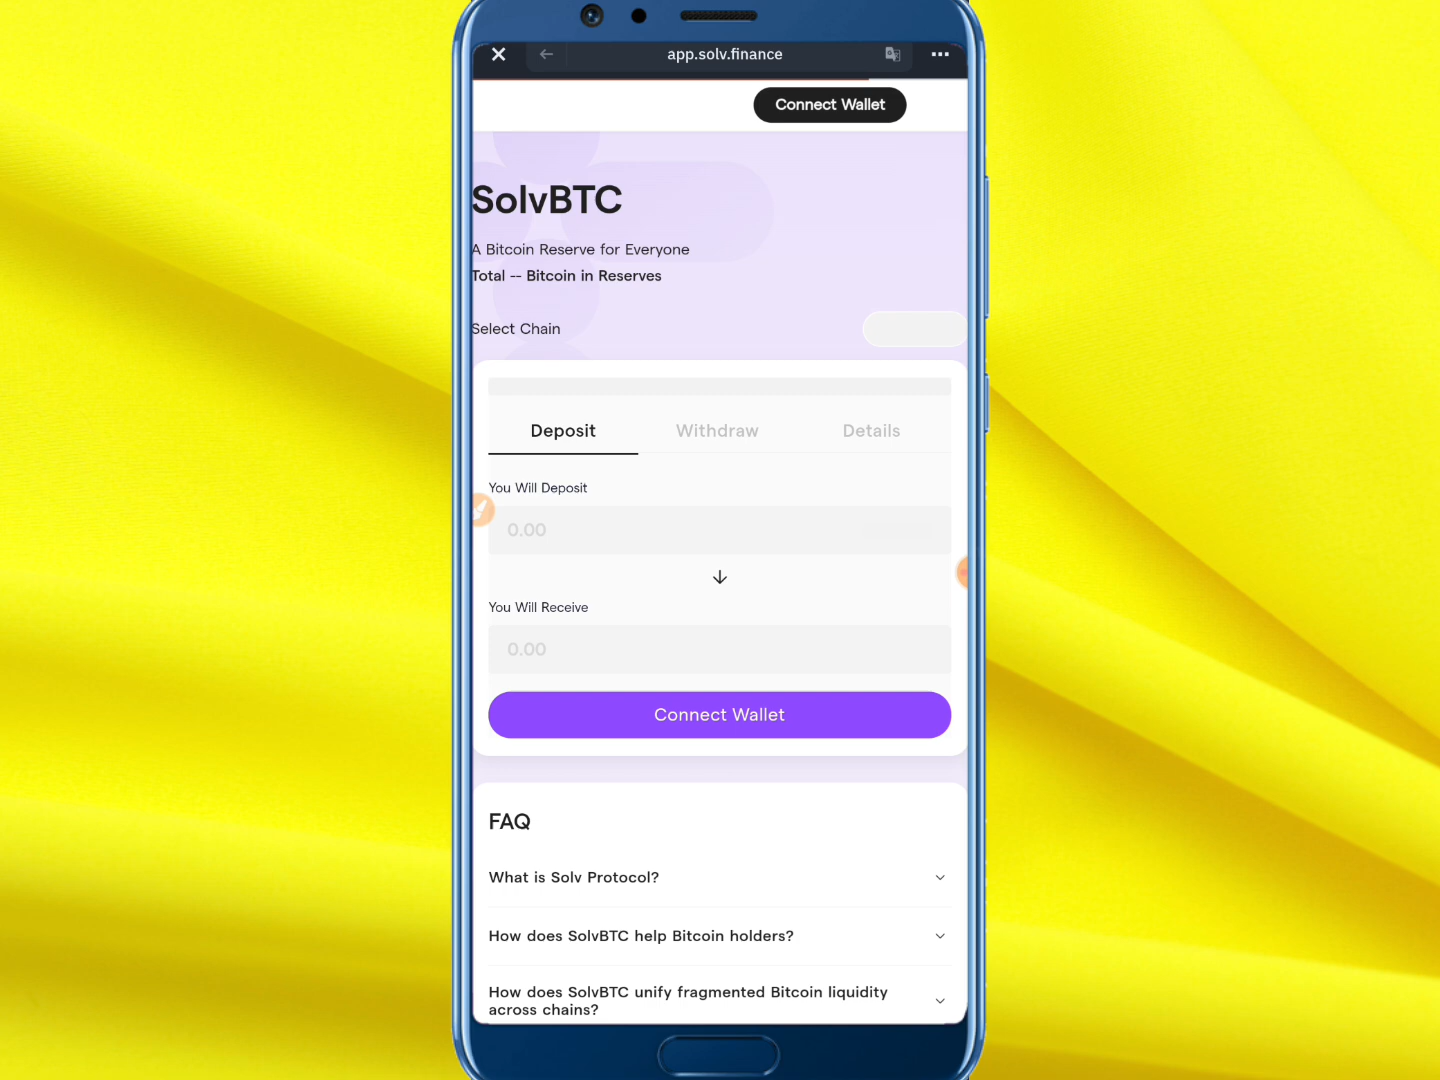 app.solv.finance
Connect Wallet
SolvBTC
A Bitcoin Reserve for Everyone
Total -- Bitcoin in Reserves
Select Chain
Deposit Withdraw Details
You Will Deposit
0.00
You Will Receive
0.00
Connect Wallet
FAQ
What is Solv Protocol?
How does SolvBTC help Bitcoin holders?
How does SolvBTC unify fragmented Bitcoin liquidity
across chains?